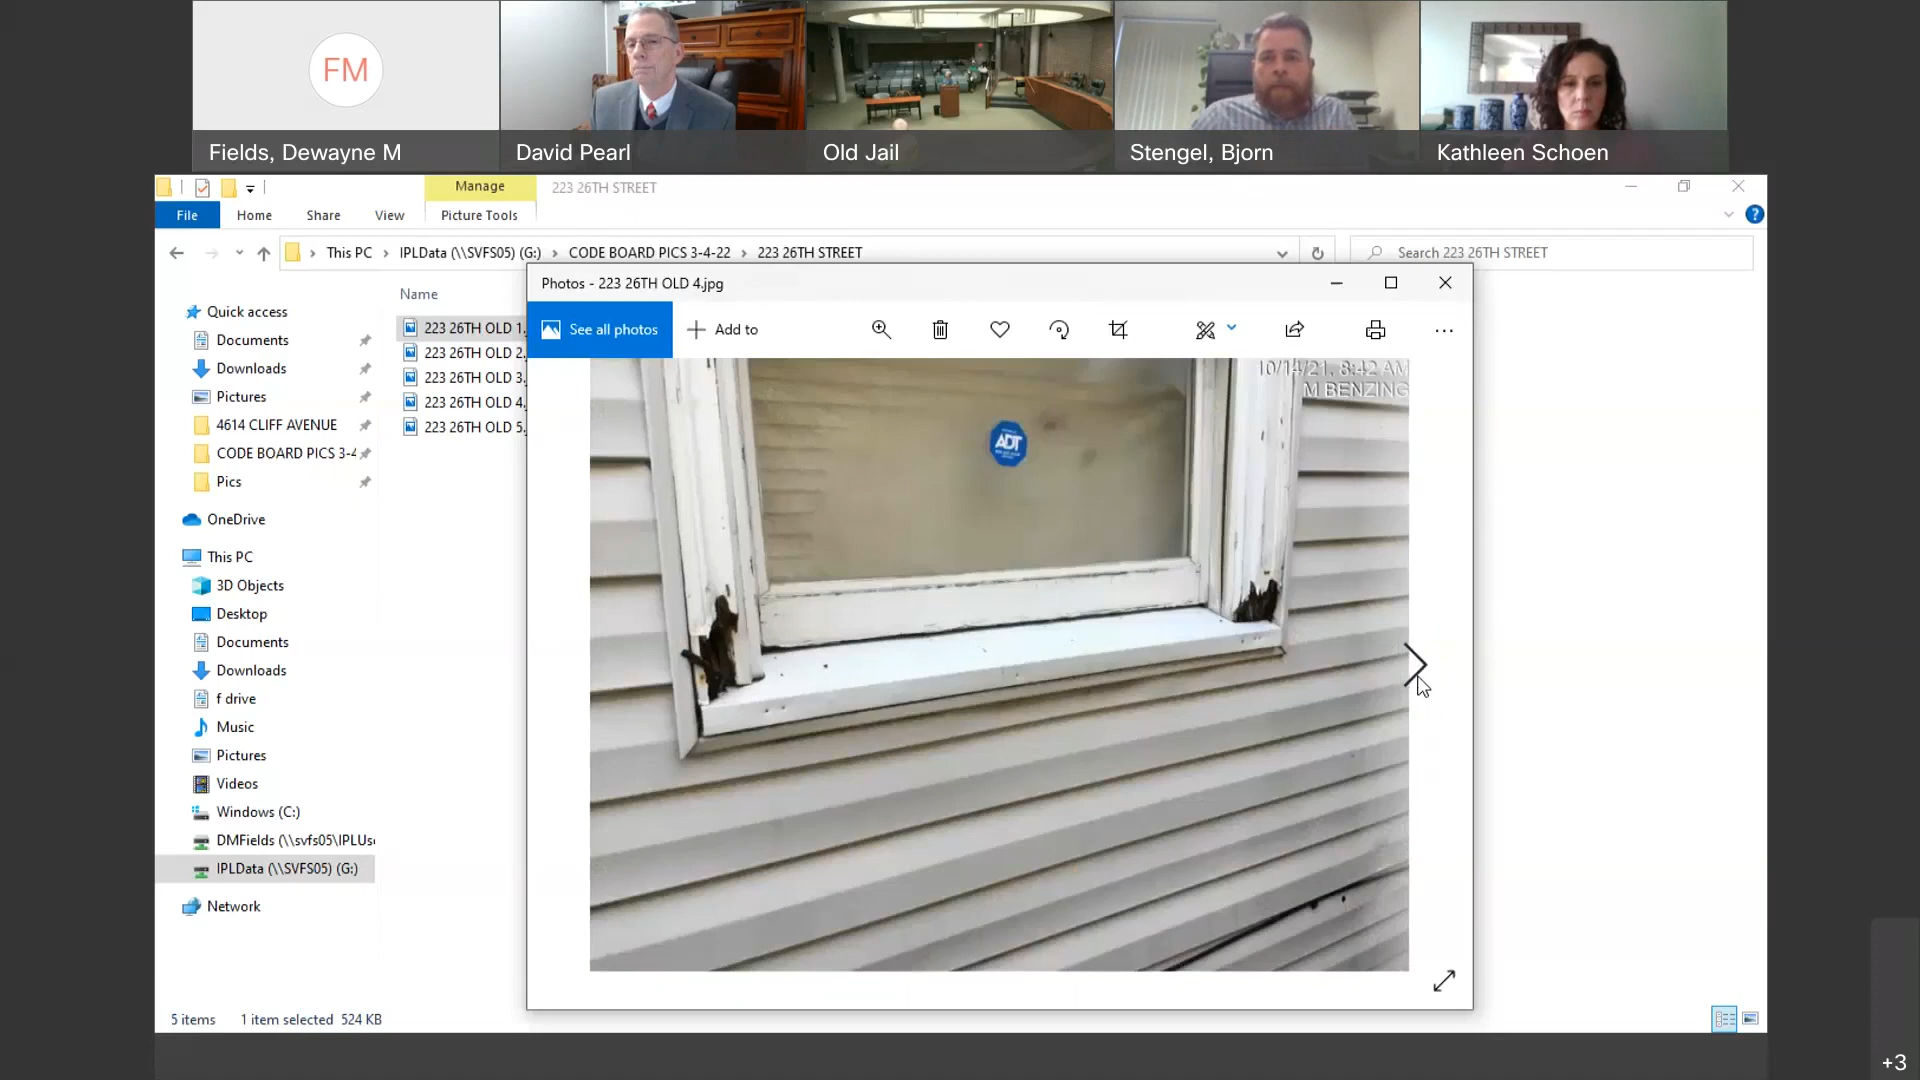 FM
Fields, Dewayne M
David Pearl
Old Jail
Stengel, Bjorn
Kathleen Schoen
Manage
223 26TH STREET
File
Home
Share
View
Picture Tools
This PC
IPLData (\\SVFS05) (G:)
CODE BOARD PICS 3-4-22
223 26TH STREET
Search 223 26TH STREET
Photos - 223 26TH OLD 4.jpg
See all photos
Add to
Name
223 26TH OLD 1.
223 26TH OLD 2.
223 26TH OLD 3.
223 26TH OLD 4.
223 26TH OLD 5.
Quick access
Documents
Downloads
Pictures
4614 CLIFF AVENUE
CODE BOARD PICS 3-4
Pics
OneDrive
This PC
3D Objects
Desktop
Documents
Downloads
f drive
Music
Pictures
Videos
Windows (C:)
DMFields (\\svfs05\IPLUse
IPLData (\\SVFS05) (G:)
Network
10/14/21, 8:42 AM
M BENZING
ADT
5 items
1 item selected 524 KB
+3